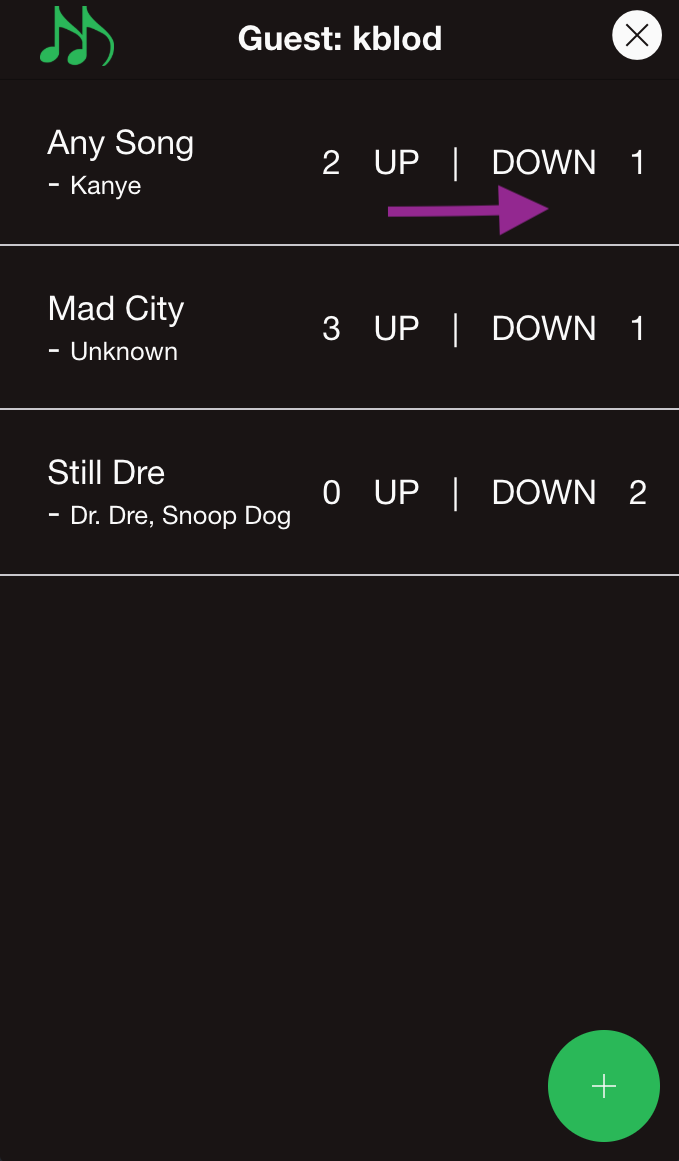 Guest: kblod
Any Song
- Kanye
2 UP | DOWN 1
Mad City
- Unknown
3 UP | DOWN 1
Still Dre
- Dr. Dre, Snoop Dog
0 UP | DOWN 2
+